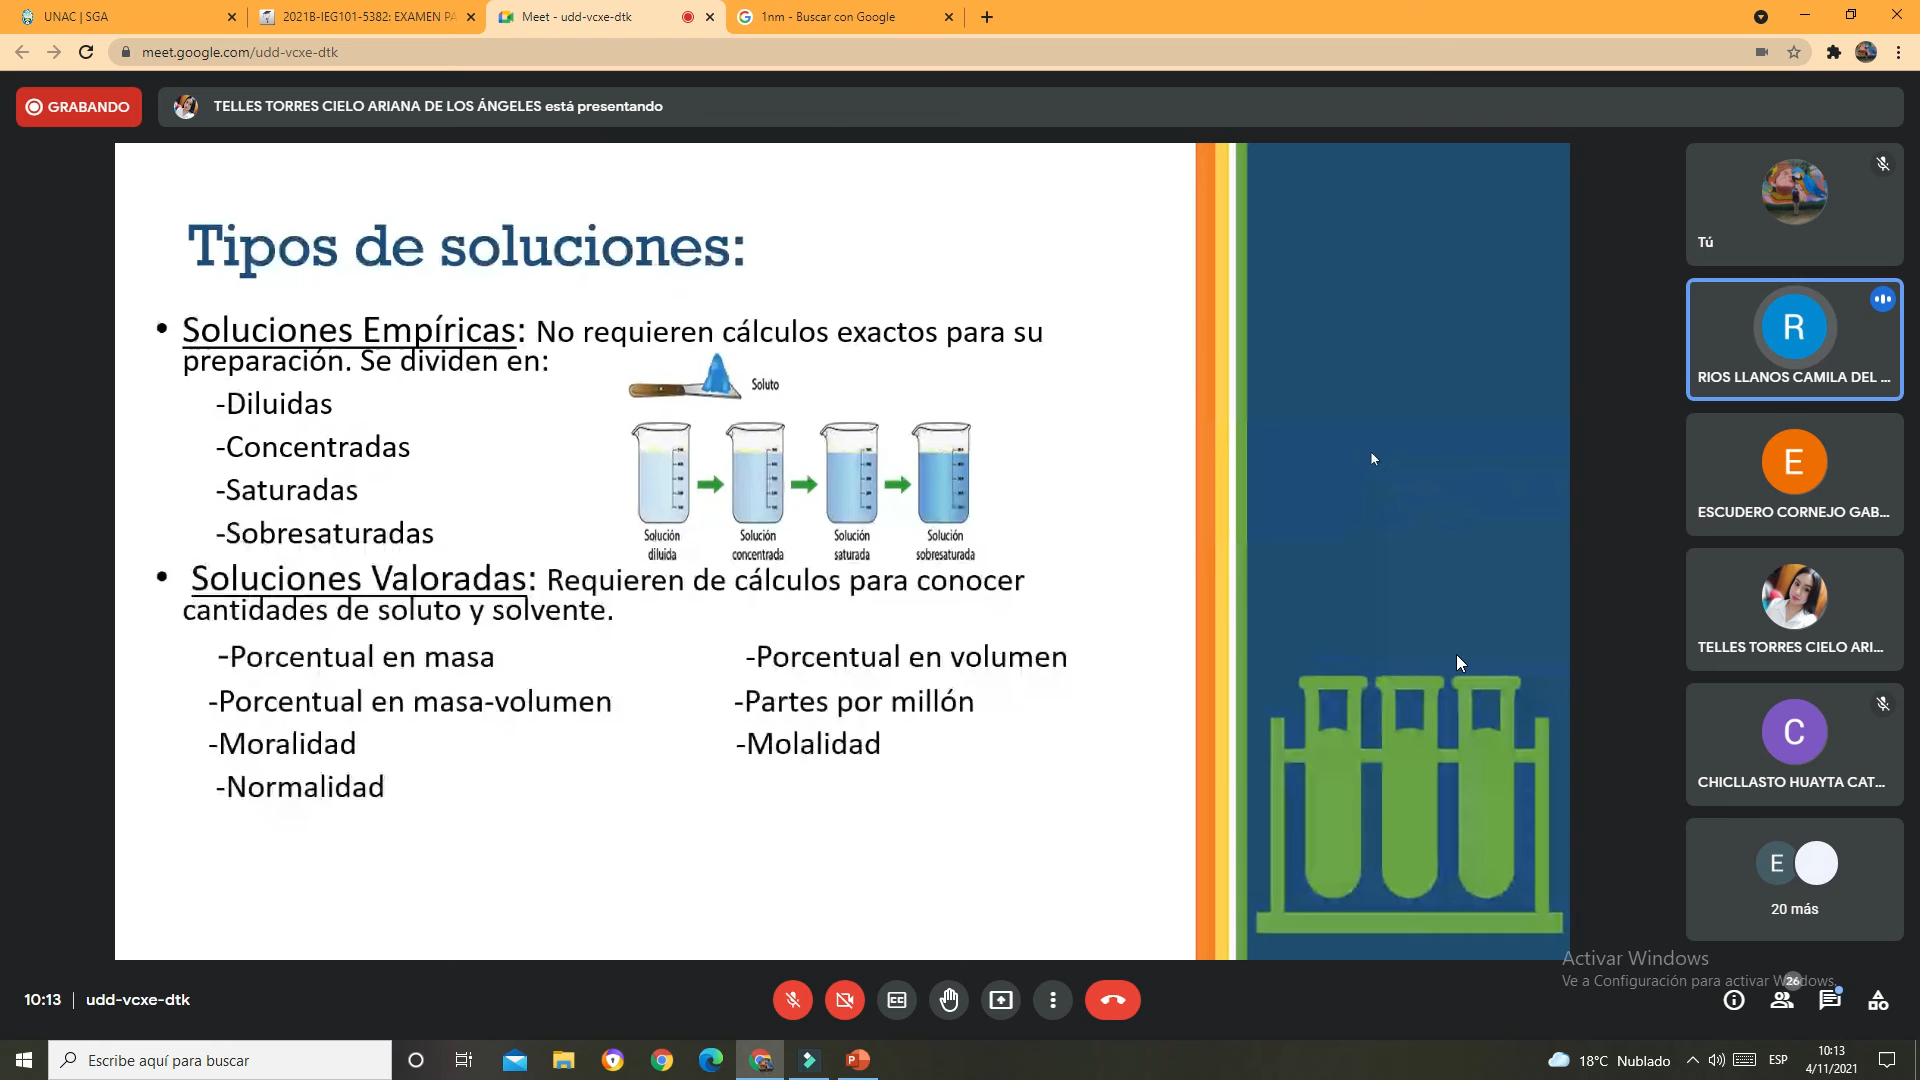 UNAC | SGA
2021B-IEG101-5382: EXAMEN PA
Meet - udd-vcxe-dtk
1nm - Buscar con Google
meet.google.com/udd-vcxe-dtk
GRABANDO
TELLES TORRES CIELO ARIANA DE LOS ÁNGELES está presentando
Tipos de soluciones:
• Soluciones Empíricas: No requieren cálculos exactos para su
preparación. Se dividen en:
Soluto
-Diluidas
-Concentradas
-Saturadas
-Sobresaturadas
Solución
diluida
Solución
concentrada
Solución
saturada
Solución
sobresaturada
• Soluciones Valoradas: Requieren de cálculos para conocer
cantidades de soluto y solvente.
-Porcentual en masa
-Porcentual en volumen
-Porcentual en masa-volumen
-Partes por millón
-Moralidad
-Molalidad
-Normalidad
Tú
R
RIOS LLANOS CAMILA DEL ...
E
ESCUDERO CORNEJO GAB...
TELLES TORRES CIELO ARI...
C
CHICLLASTO HUAYTA CAT...
E
20 más
Activar Windows
Ve a Configuración para activar Windows.
10:13 | udd-vcxe-dtk
26
Escribe aquí para buscar
18°C Nublado
ESP
10:13
4/11/2021